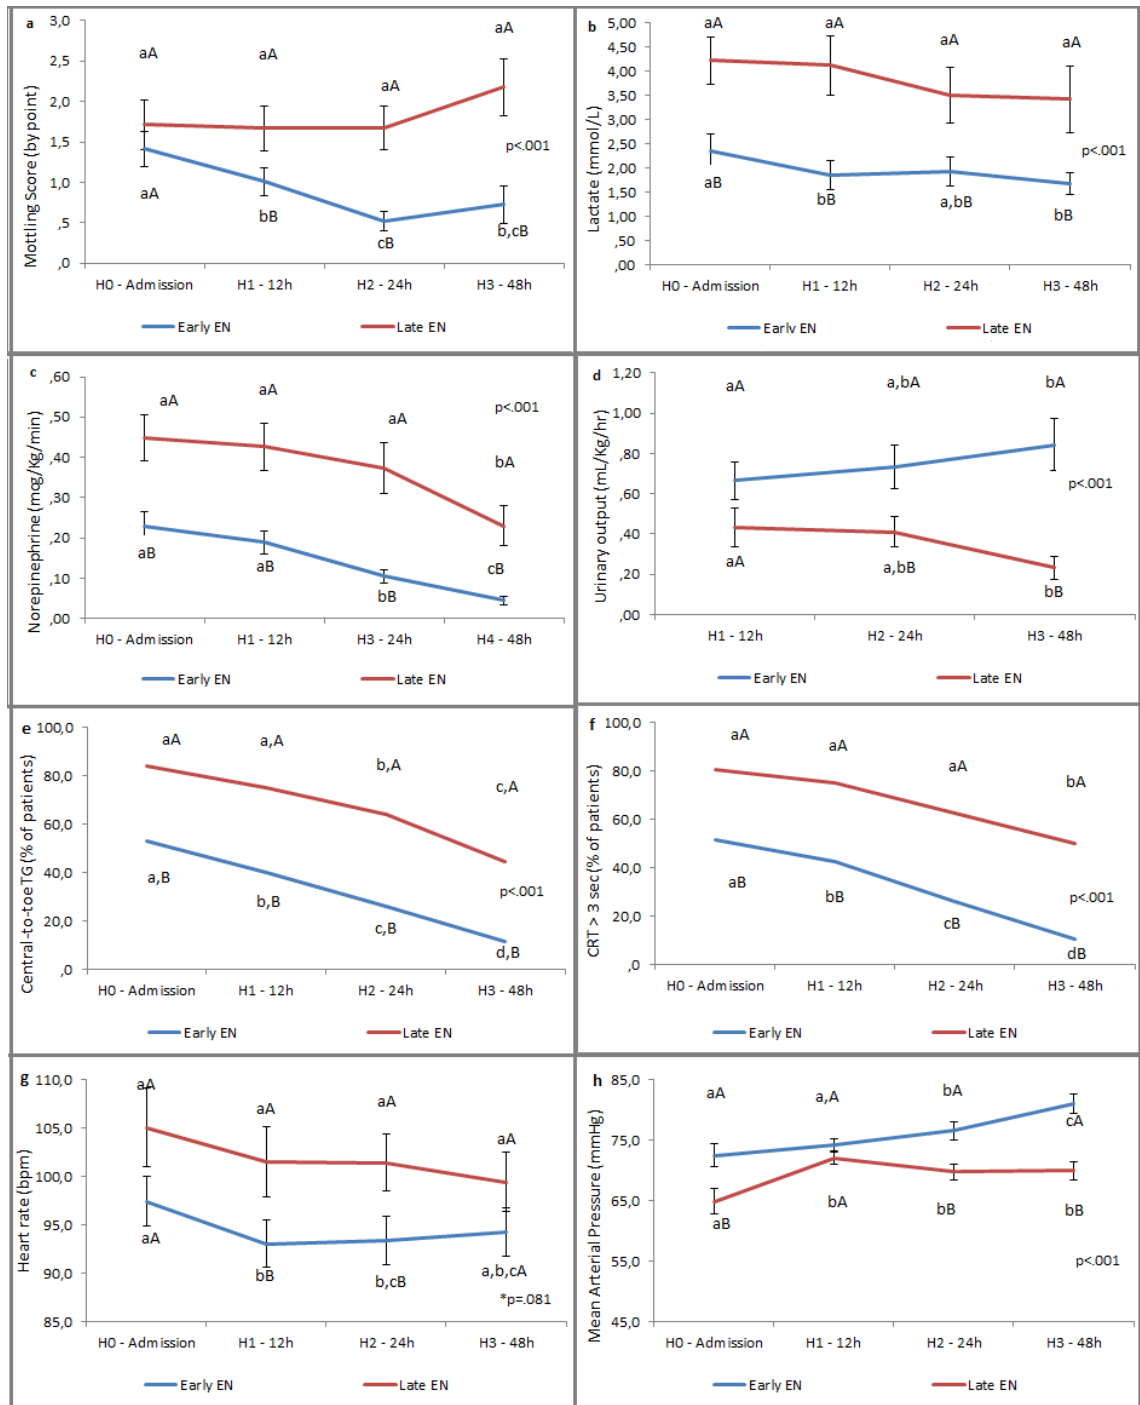 a
Mottling Score (by point)
3,0
2,5
2,0
1,5
1,0
,5
,0
aA aA aA aA
p<.001
aA bB cB b,cB
H0 - Admission H1 - 12h H2 - 24h H3 - 48h
Early EN Late EN
b
Lactate (mmol/L)
5,00
4,50
4,00
3,50
3,00
2,50
2,00
1,50
1,00
,50
,00
aA aA aA aA
p<.001
aB bB a,bB bB
H0 - Admission H1 - 12h H2 - 24h H3 - 48h
Early EN Late EN
c
Norepinephrine (mog/Kg/min)
,60
,50
,40
,30
,20
,10
,00
aA aA aA bA
p<.001
aB aB bB cB
H0 - Admission H1 - 12h H3 - 24h H4 - 48h
Early EN Late EN
d
Urinary output (mL/Kg/hr)
1,20
1,00
,80
,60
,40
,20
,00
aA a,bA bA
p<.001
aA a,bB bB
H1 - 12h H2 - 24h H3 - 48h
Early EN Late EN
e
Central-to-toe TG (% of patients)
100,0
80,0
60,0
40,0
20,0
,0
aA a,A b,A c,A
p<.001
a,B b,B c,B d,B
H0 - Admission H1 - 12h H2 - 24h H3 - 48h
Early EN Late EN
f
CRT > 3 sec (% of patients)
100,0
80,0
60,0
40,0
20,0
,0
aA aA aA bA
p<.001
aB bB cB dB
H0 - Admission H1 - 12h H2 - 24h H3 - 48h
Early EN Late EN
g
Heart rate (bpm)
110,0
105,0
100,0
95,0
90,0
85,0
aA aA aA aA
aA bB b,cB a,b,cA
*p=.081
H0 - Admission H1 - 12h H2 - 24h H3 - 48h
Early EN Late EN
h
Mean Arterial Pressure (mmHg)
85,0
75,0
65,0
55,0
45,0
aA a,A bA cA
aB bA bB bB
p<.001
H0 - Admission H1 - 12h H2 - 24h H3 - 48h
Early EN Late EN